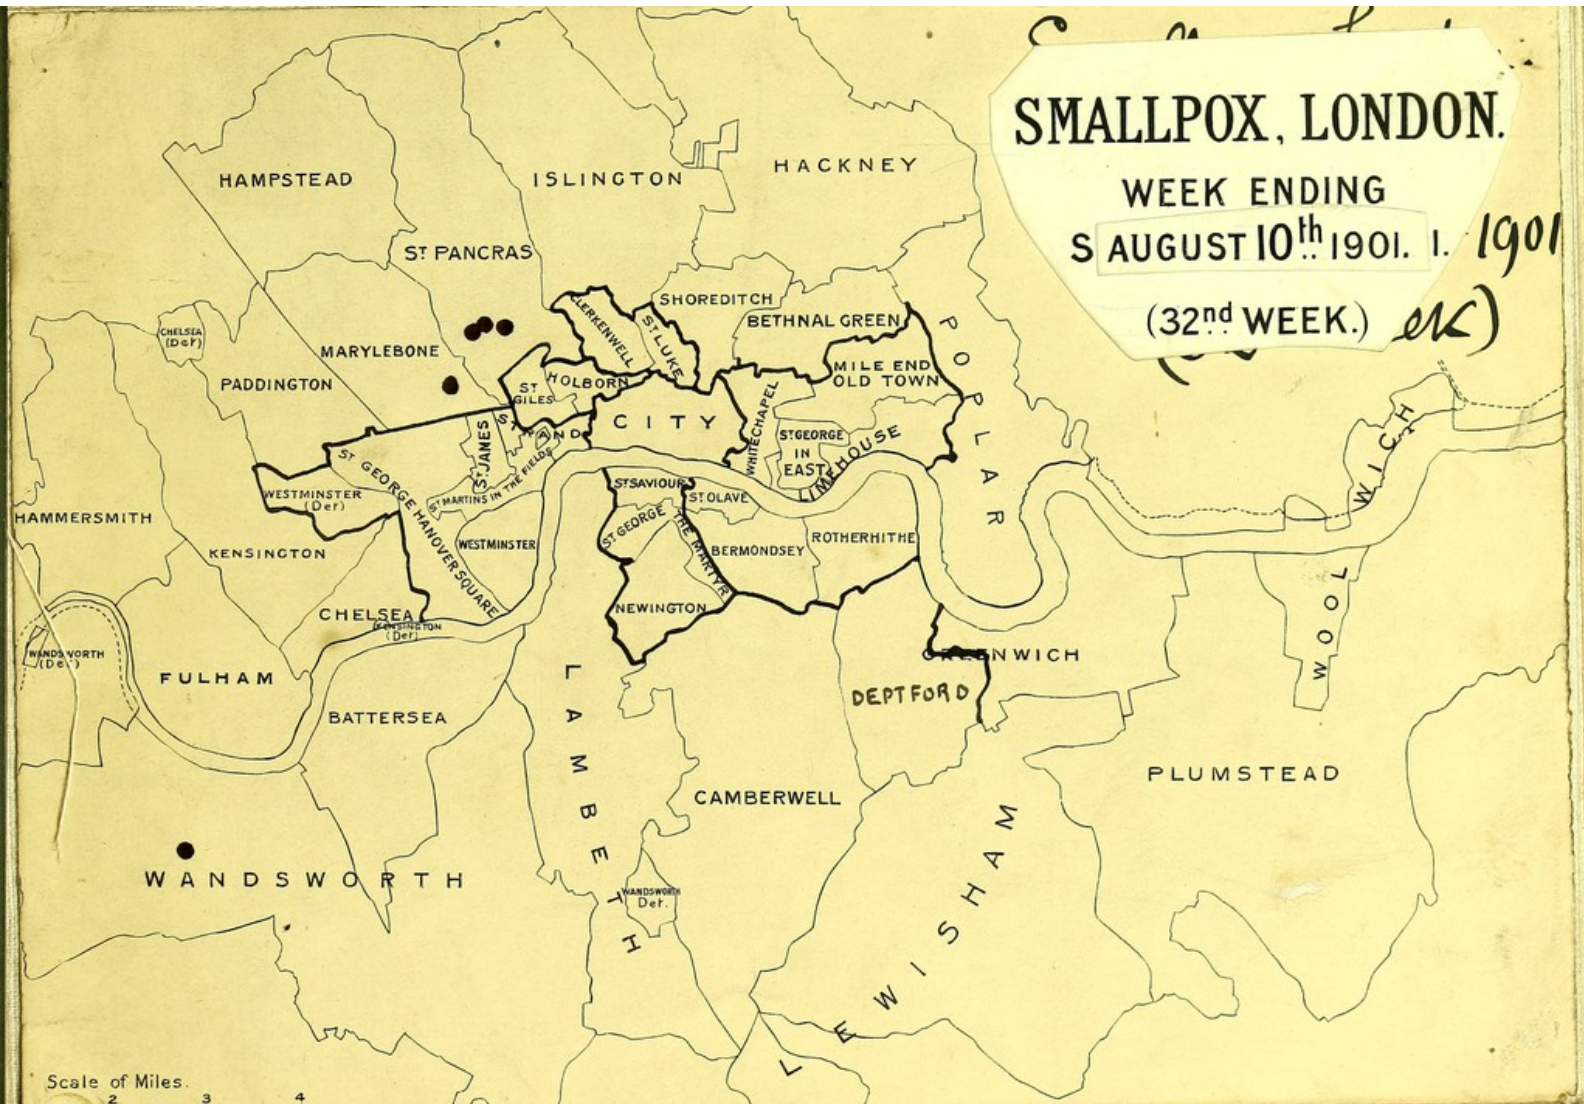 SMALLPOX, LONDON.
WEEK ENDING
S AUGUST 10th 1901. 1. 1901
(32nd WEEK.) ek)
HAMPSTEAD
ISLINGTON
HACKNEY
ST PANCRAS
SHOREDITCH
CLERKENWELL
ST LUKE
BETHNAL GREEN
CHELSEA
(Det)
MARYLEBONE
PADDINGTON
HOLBORN
ST
GILES
MILE END
OLD TOWN
POPLAR
CITY
WHITECHAPEL
STRAND
ST JAMES
ST GEORGE
IN
EAST
LIMEHOUSE
ST GEORGE HANOVER SQUARE
ST MARTINS IN THE FIELDS
WESTMINSTER
(Det)
ST SAVIOUR
ST OLAVE
HAMMERSMITH
KENSINGTON
WESTMINSTER
ST GEORGE THE MARTYR
BERMONDSEY
ROTHERHITHE
WOOLWICH
NEWINGTON
CHELSEA
KENSINGTON
(Det)
WANDSWORTH
(Det)
FULHAM
GREENWICH
DEPTFORD
BATTERSEA
LAMBETH
CAMBERWELL
PLUMSTEAD
WANDSWORTH
WANDSWORTH
Det.
LEWISHAM
Scale of Miles.
2 3 4